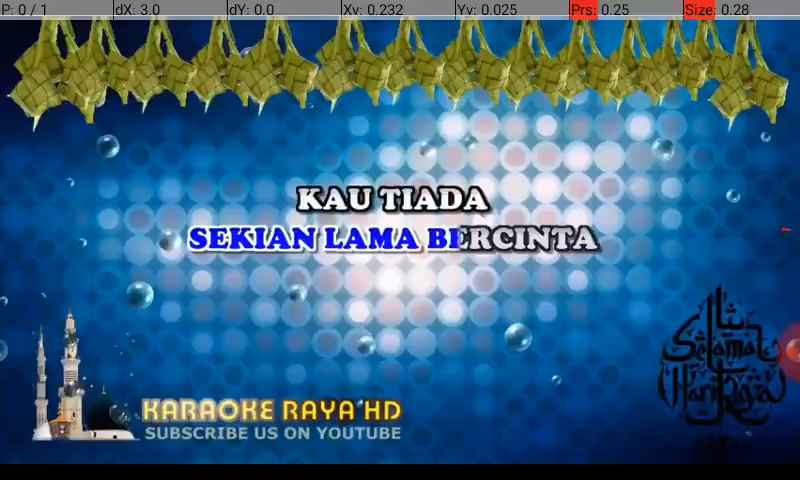 P: 0 / 1 dX: 3.0 dY: 0.0 Xv: 0.232 Yv: 0.025 Prs: 0.25 Size: 0.28
KAU TIADA
SEKIAN LAMA BERCINTA
Selamat
Hari Raya
KARAOKE RAYA HD
SUBSCRIBE US ON YOUTUBE